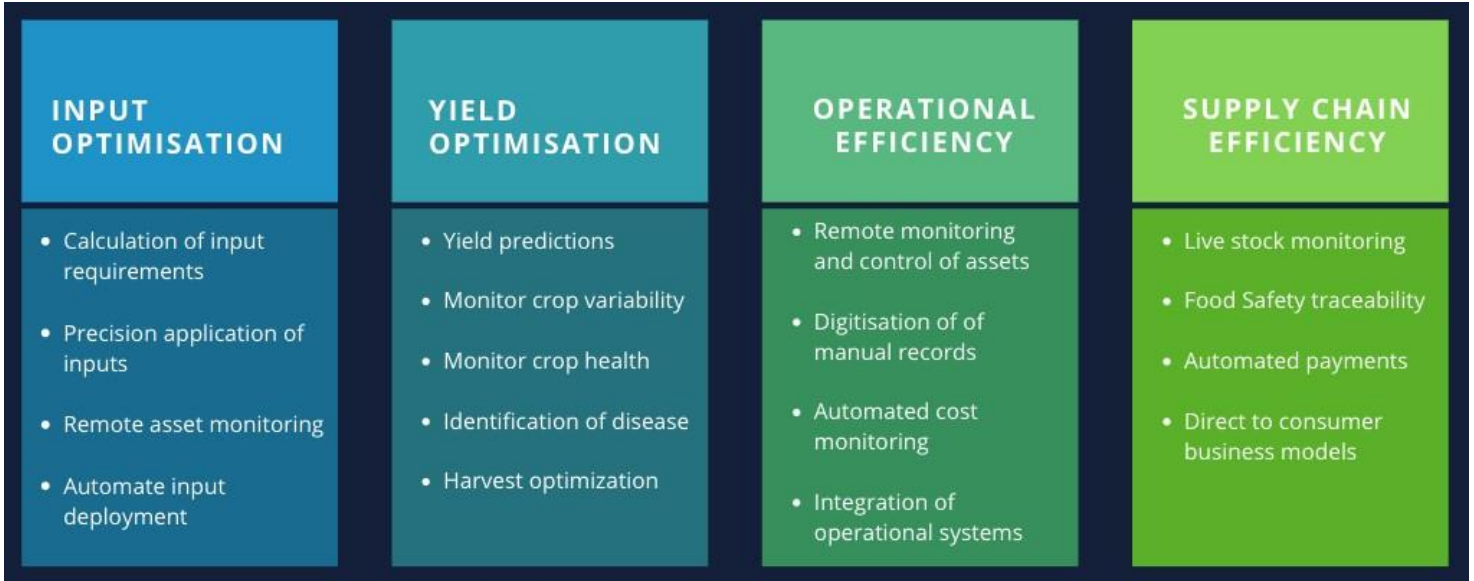 INPUT
OPTIMISATION
• Calculation of input
requirements
• Precision application of
inputs
• Remote asset monitoring
• Automate input
deployment
YIELD
OPTIMISATION
• Yield predictions
• Monitor crop variability
• Monitor crop health
• Identification of disease
• Harvest optimization
OPERATIONAL
EFFICIENCY
• Remote monitoring
and control of assets
• Digitisation of of
manual records
• Automated cost
monitoring
• Integration of
operational systems
SUPPLY CHAIN
EFFICIENCY
• Live stock monitoring
• Food Safety traceability
• Automated payments
• Direct to consumer
business models